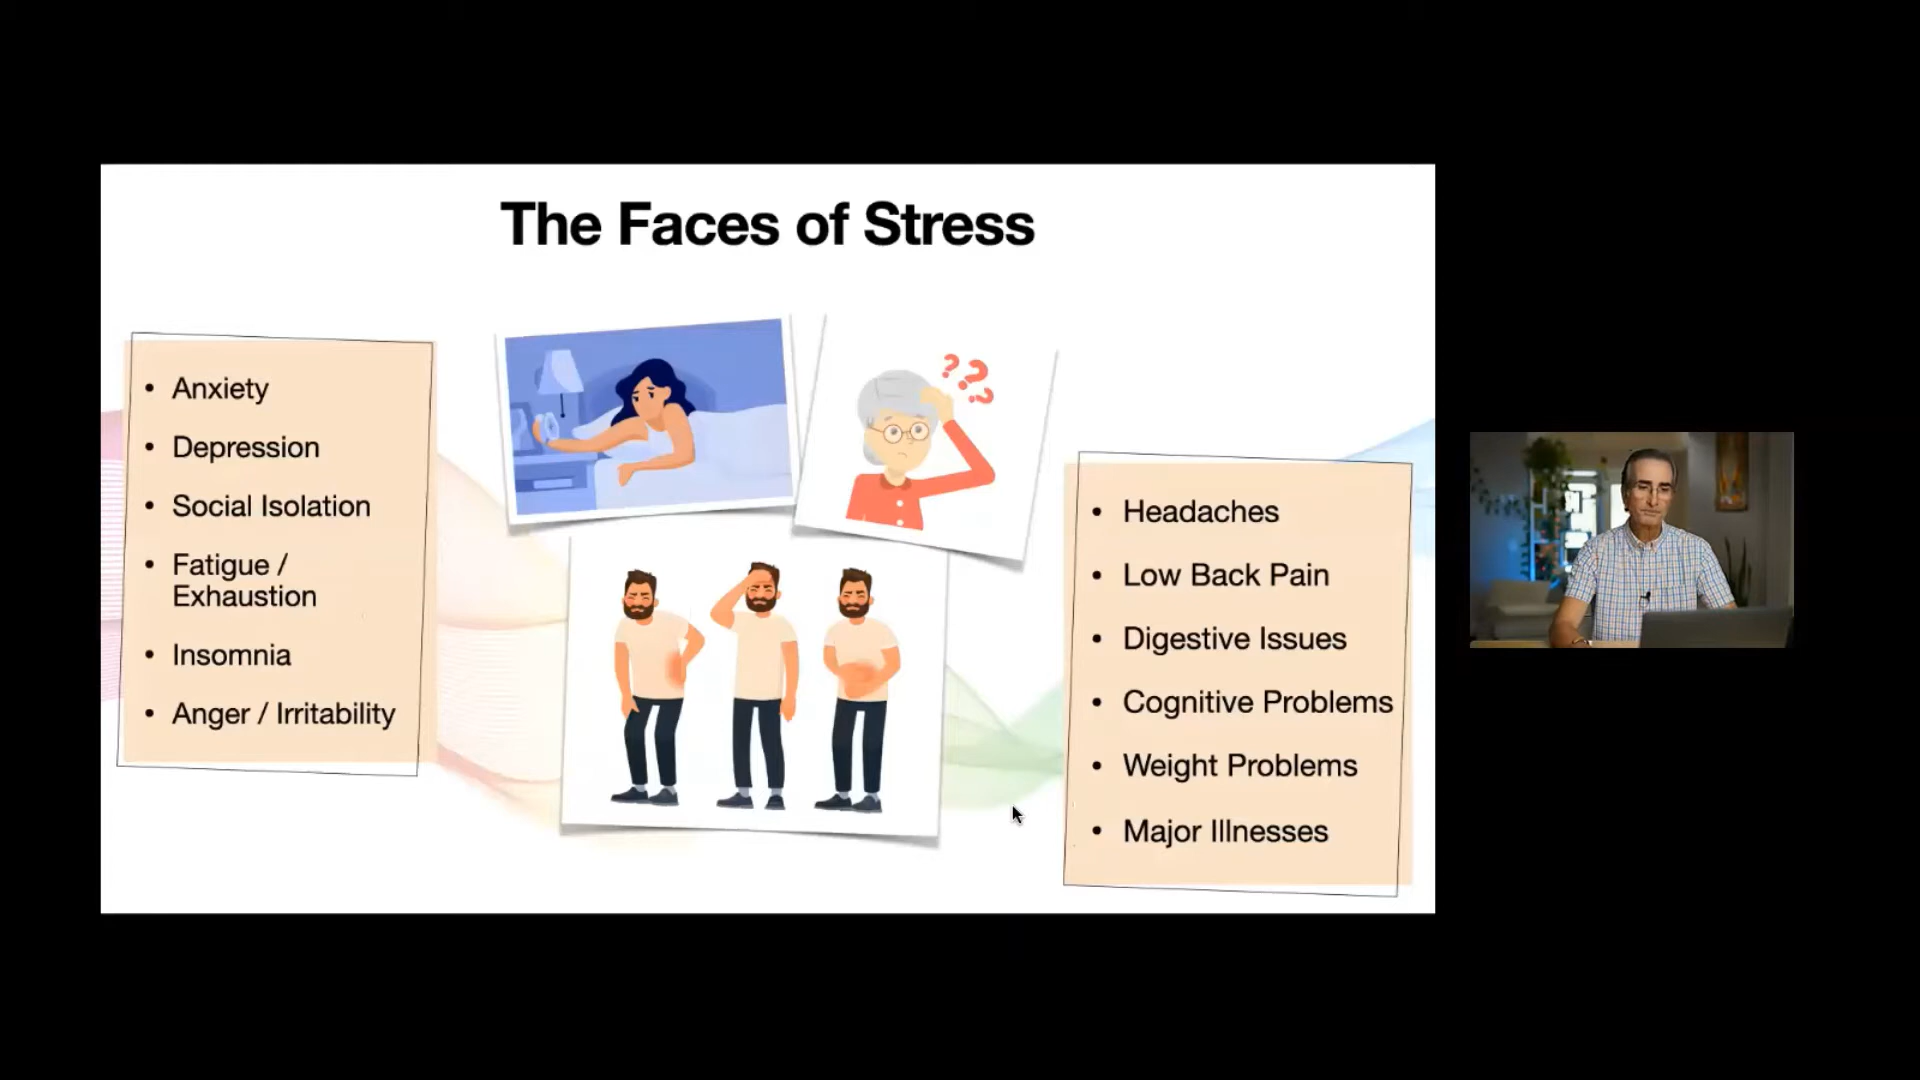 The Faces of Stress
• Anxiety
• Depression
• Social Isolation
• Fatigue /
Exhaustion
• Insomnia
• Anger / Irritability
???
• Headaches
• Low Back Pain
• Digestive Issues
• Cognitive Problems
• Weight Problems
• Major Illnesses